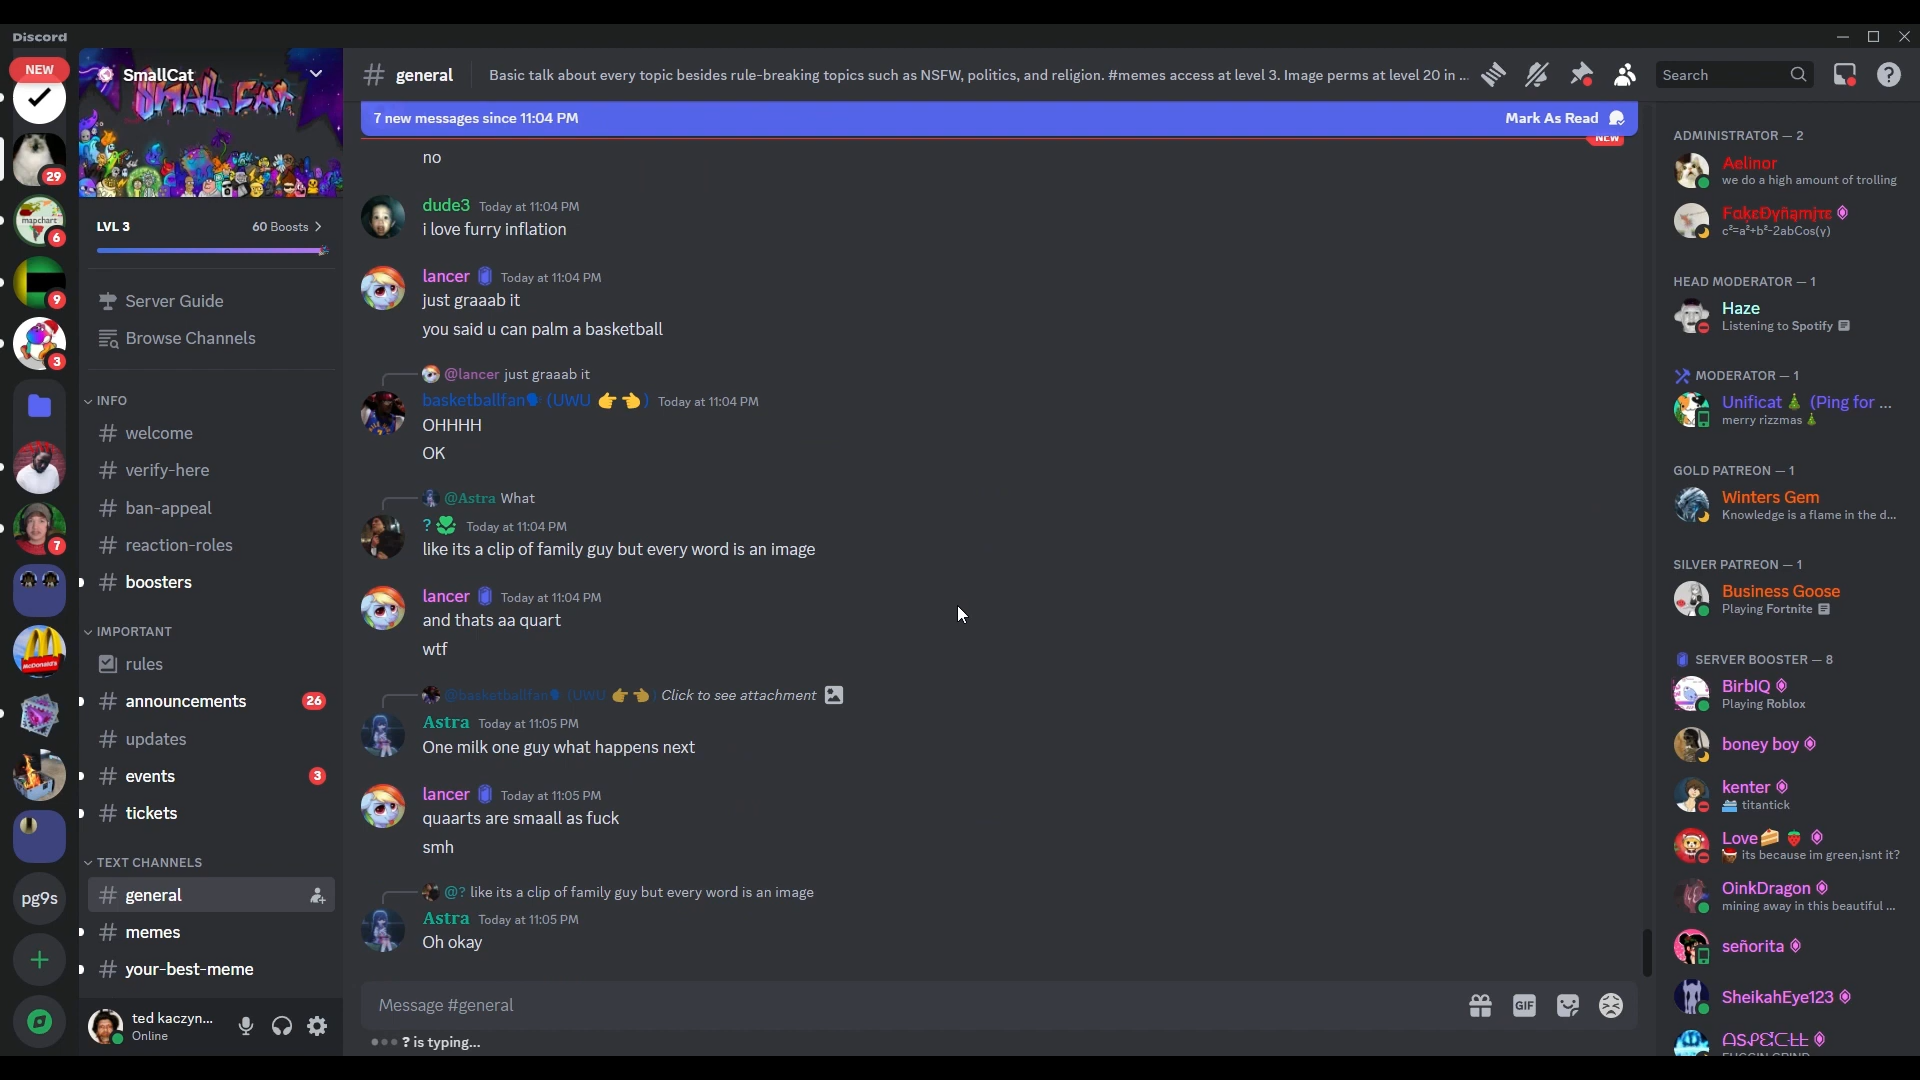 Discord
NEW
SmallCat
LVL 3
60 Boosts
Server Guide
Browse Channels
INFO
welcome
verify-here
ban-appeal
reaction-roles
boosters
IMPORTANT
rules
announcements 26
updates
events 3
tickets
TEXT CHANNELS
general
memes
your-best-meme
ted kaczyn...
Online
29
mapchart
6
9
3
7
McDonald's
pg9s
general
Basic talk about every topic besides rule-breaking topics such as NSFW, politics, and religion. #memes access at level 3. Image perms at level 20 in ...
Search
7 new messages since 11:04 PM
Mark As Read
NEW
no
dude3 Today at 11:04 PM
i love furry inflation
lancer Today at 11:04 PM
just graaab it
you said u can palm a basketball
@lancer just graaab it
basketballfan🗣 (UWU 👉👈) Today at 11:04 PM
OHHHH
OK
@Astra What
? Today at 11:04 PM
like its a clip of family guy but every word is an image
lancer Today at 11:04 PM
and thats aa quart
wtf
@basketballfan🗣 (UWU 👉👈) Click to see attachment
Astra Today at 11:05 PM
One milk one guy what happens next
lancer Today at 11:05 PM
quaarts are smaall as fuck
smh
@? like its a clip of family guy but every word is an image
Astra Today at 11:05 PM
Oh okay
Message #general
GIF
? is typing...
ADMINISTRATOR — 2
Aelinor
we do a high amount of trolling
c²=a²+b²-2abCos(γ)
HEAD MODERATOR — 1
Haze
Listening to Spotify
MODERATOR — 1
Unificat🎄 (Ping for ...
merry rizzmas🎄
GOLD PATREON — 1
Winters Gem
Knowledge is a flame in the d...
SILVER PATREON — 1
Business Goose
Playing Fortnite
SERVER BOOSTER — 8
BirbIQ
Playing Roblox
boney boy
kenter
titantick
Love🍰 🍓
its because im green,isnt it?
OinkDragon
mining away in this beautiful ...
señorita
SheikahEye123